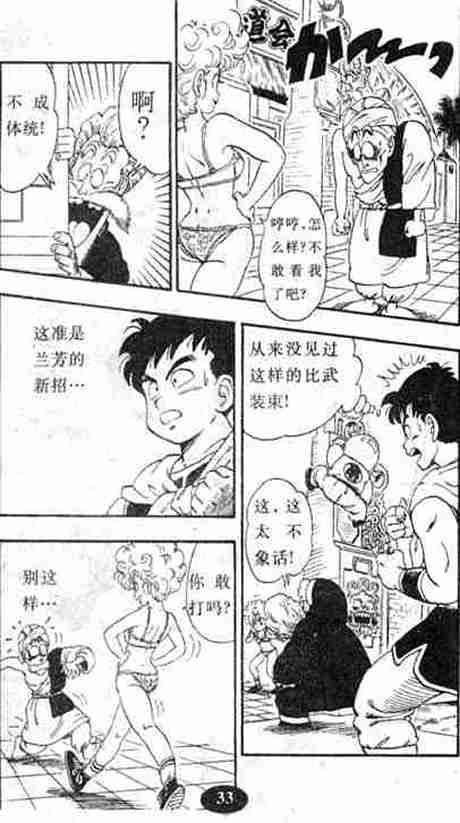 道会
か〜〜っ
哼哼,怎
么样?不
敢看我
了吧?
啊?
不成
体统!
从来没见过
这样的比武
装束!
这,这
太不
象话!
这准是
兰芳的
新招…
你敢
打吗?
别这
样…
33